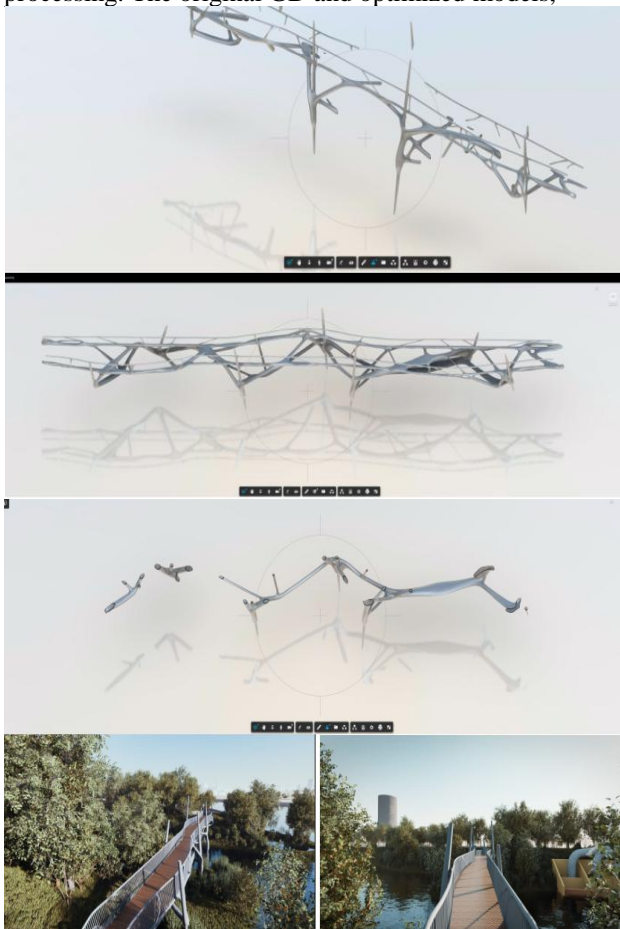 processing. The original GD and optimized models,